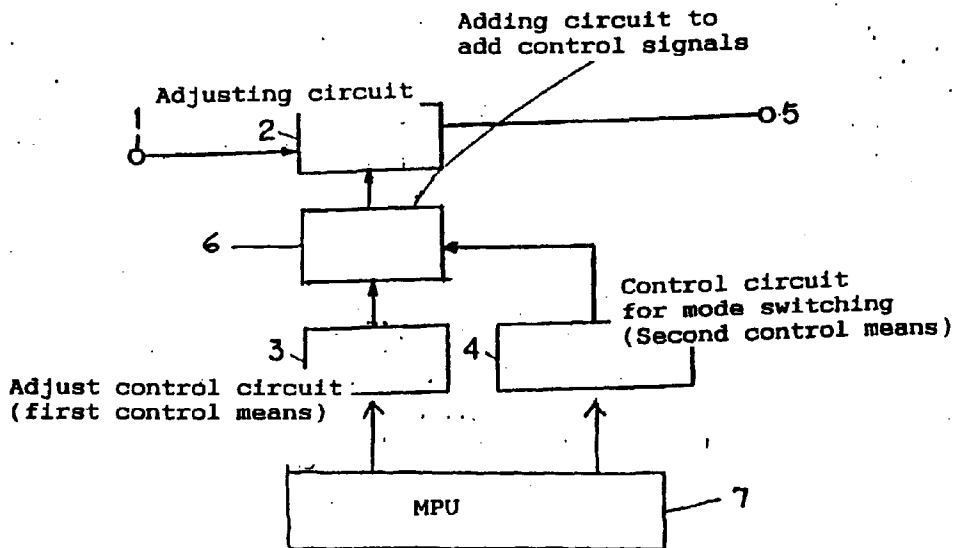 Adding circuit to
add control signals
Adjusting circuit
1
2
5
6
Control circuit
for mode switching
(Second control means)
3
4
Adjust control circuit
(first control means)
MPU
7